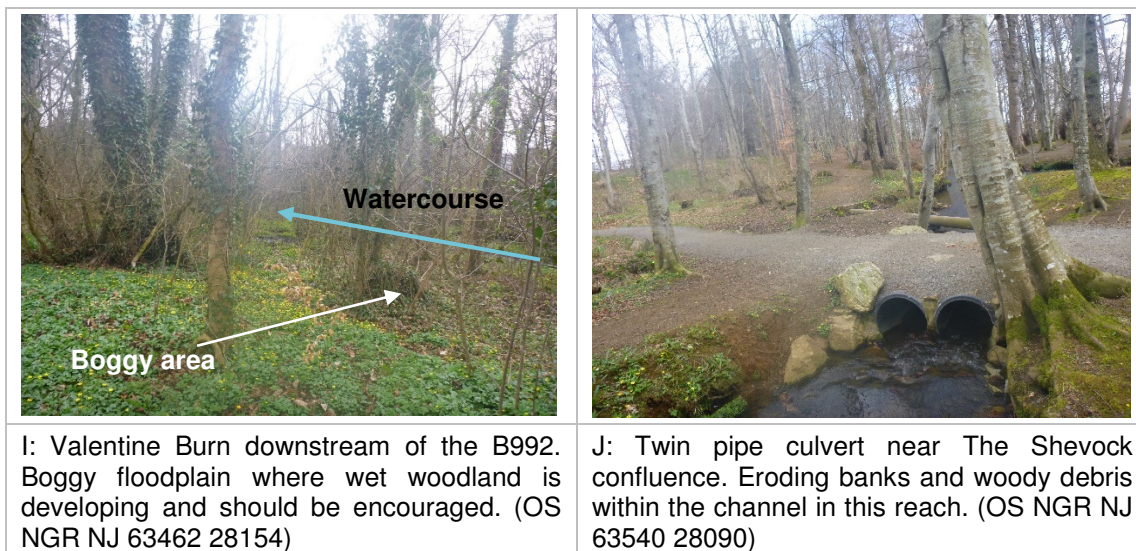 Watercourse
Boggy area
I: Valentine Burn downstream of the B992.
Boggy floodplain where wet woodland is
developing and should be encouraged. (OS
NGR NJ 63462 28154)
J: Twin pipe culvert near The Shevock
confluence. Eroding banks and woody debris
within the channel in this reach. (OS NGR NJ
63540 28090)